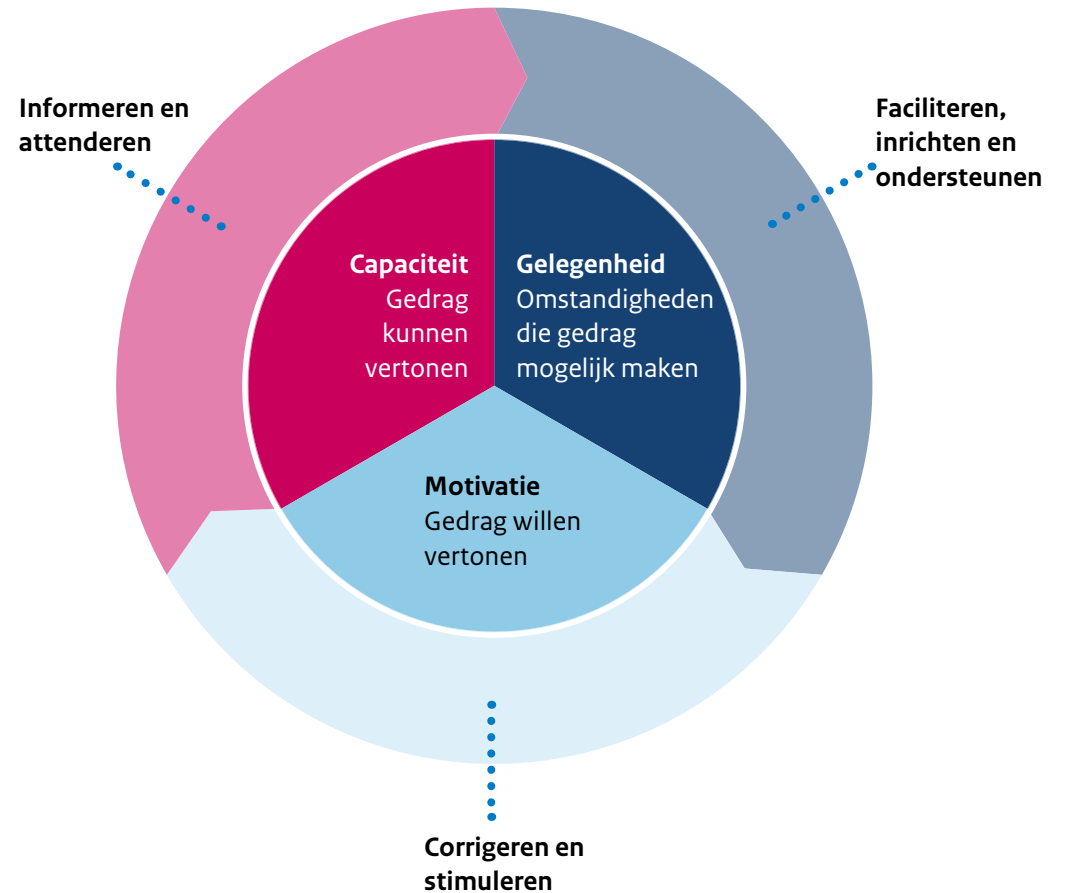 Informeren en
attenderen
Faciliteren,
inrichten en
ondersteunen
Capaciteit
Gedrag
kunnen
vertonen
Gelegenheid
Omstandigheden
die gedrag
mogelijk maken
Motivatie
Gedrag willen
vertonen
Corrigeren en
stimuleren